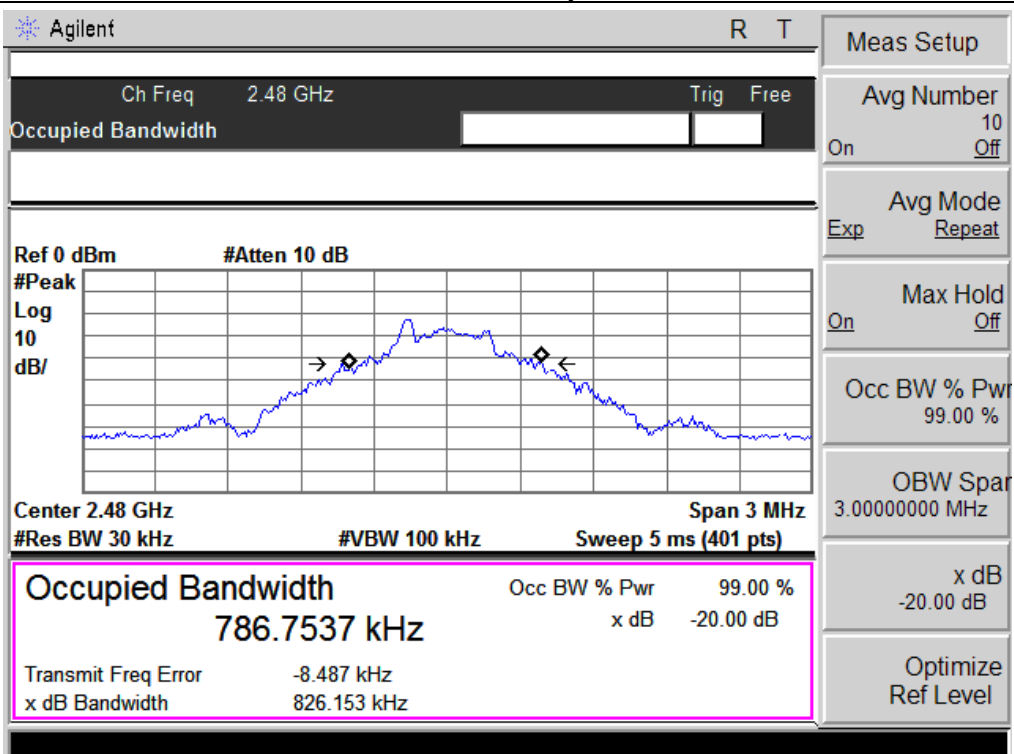 Agilent R T
Ch Freq 2.48 GHz Trig Free
Occupied Bandwidth
Ref 0 dBm #Atten 10 dB
#Peak
Log
10
dB/
Center 2.48 GHz Span 3 MHz
#Res BW 30 kHz #VBW 100 kHz Sweep 5 ms (401 pts)
Occupied Bandwidth Occ BW % Pwr 99.00 %
786.7537 kHz x dB -20.00 dB
Transmit Freq Error -8.487 kHz
x dB Bandwidth 826.153 kHz
Meas Setup
Avg Number
10
On Off
Avg Mode
Exp Repeat
Max Hold
On Off
Occ BW % Pwr
99.00 %
OBW Span
3.00000000 MHz
x dB
-20.00 dB
Optimize
Ref Level